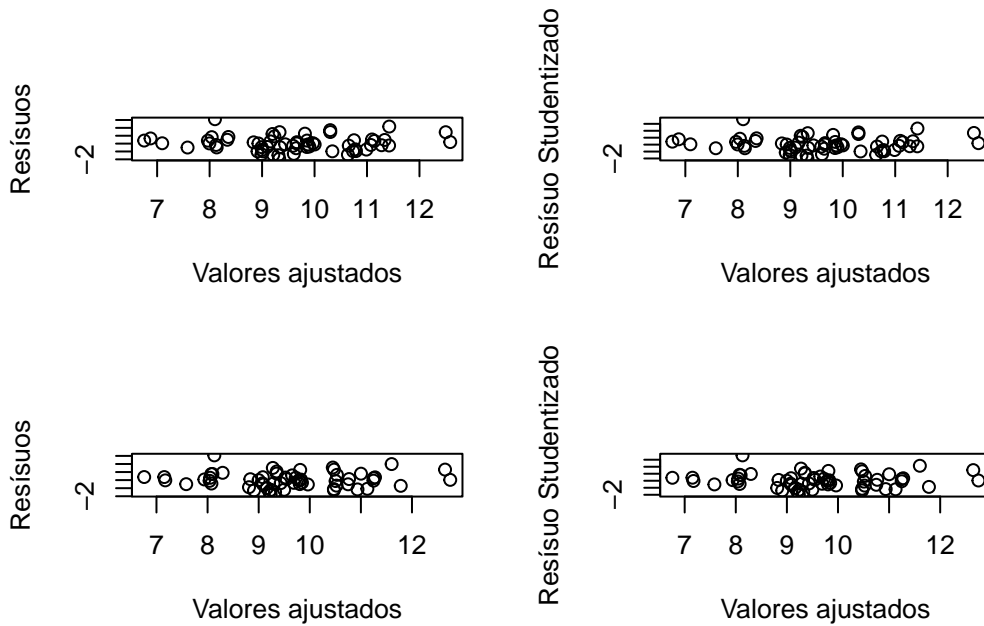 Resísuos
−2
7 8 9 10 11 12
Valores ajustados
Resísuo Studentizado
−2
7 8 9 10 11 12
Valores ajustados
Resísuos
−2
7 8 9 10 12
Valores ajustados
Resísuo Studentizado
−2
7 8 9 10 12
Valores ajustados